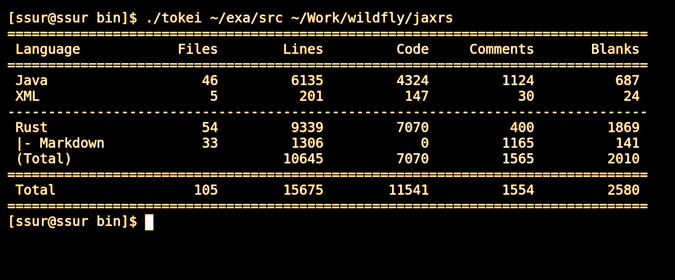 [ssur@ssur bin]$ ./tokei ~/exa/src ~/Work/wildfly/jaxrs
================================================================================
 Language            Files        Lines         Code     Comments       Blanks
================================================================================
 Java                   46         6135         4324         1124          687
 XML                     5          201          147           30           24
--------------------------------------------------------------------------------
 Rust                   54         9339         7070          400         1869
 |- Markdown            33         1306            0         1165          141
 (Total)                          10645         7070         1565         2010
================================================================================
 Total                 105        15675        11541         1554         2580
================================================================================
[ssur@ssur bin]$